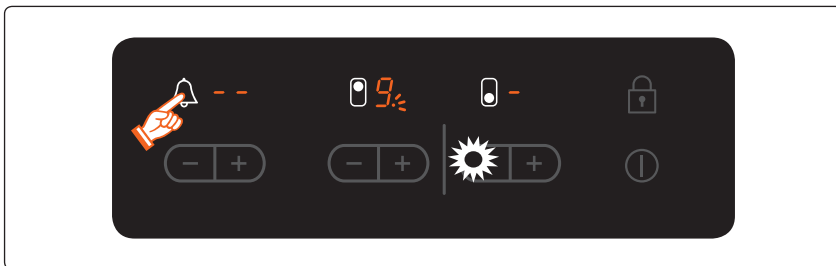 -- 9. -
− + − + +